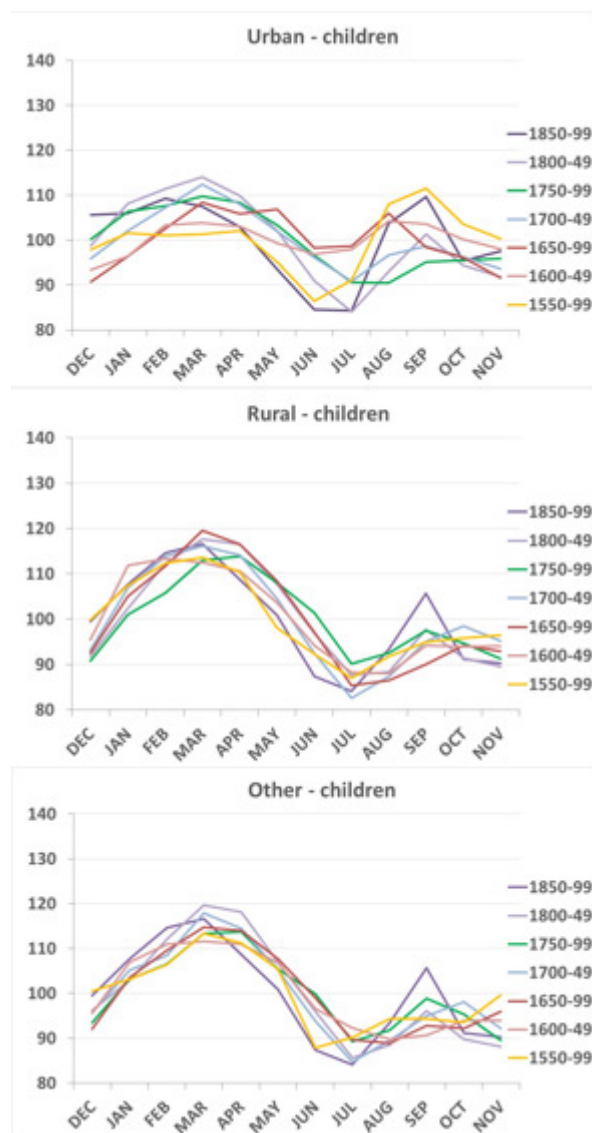 Urban - children
140
130
120
110
100
90
80
DEC
JAN
FEB
MAR
APR
MAY
JUN
JUL
AUG
SEP
OCT
NOV
1850-99
1800-49
1750-99
1700-49
1650-99
1600-49
1550-99
Rural - children
140
130
120
110
100
90
80
DEC
JAN
FEB
MAR
APR
MAY
JUN
JUL
AUG
SEP
OCT
NOV
1850-99
1800-49
1750-99
1700-49
1650-99
1600-49
1550-99
Other - children
140
130
120
110
100
90
80
DEC
JAN
FEB
MAR
APR
MAY
JUN
JUL
AUG
SEP
OCT
NOV
1850-99
1800-49
1750-99
1700-49
1650-99
1600-49
1550-99